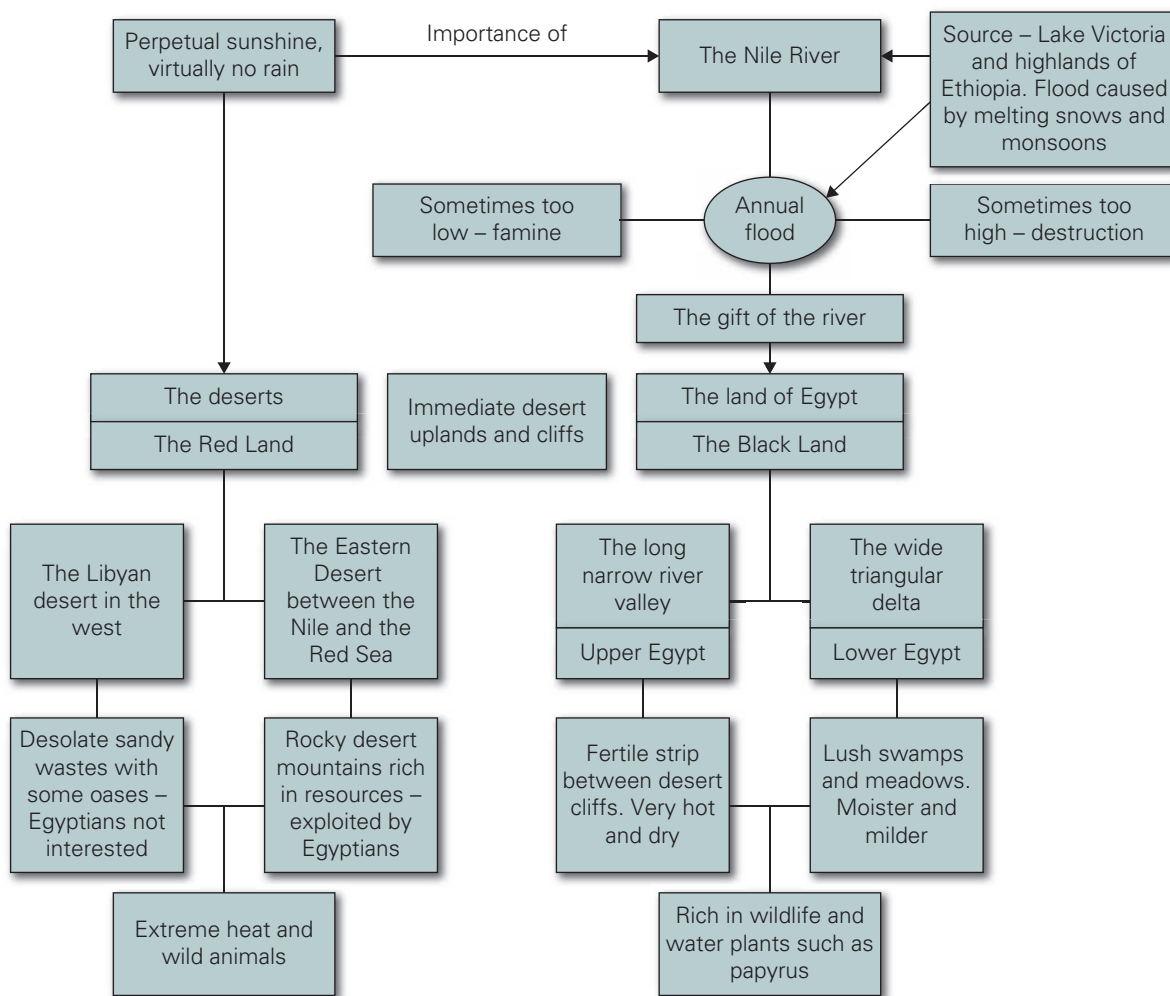 Perpetual sunshine,
virtually no rain
Importance of
The Nile River
Source – Lake Victoria
and highlands of
Ethiopia. Flood caused
by melting snows and
monsoons
Sometimes too
low – famine
Annual
flood
Sometimes too
high – destruction
The gift of the river
The deserts
The Red Land
Immediate desert
uplands and cliffs
The land of Egypt
The Black Land
The Libyan
desert in the
west
The Eastern
Desert
between the
Nile and the
Red Sea
The long
narrow river
valley
Upper Egypt
The wide
triangular
delta
Lower Egypt
Desolate sandy
wastes with
some oases –
Egyptians not
interested
Rocky desert
mountains rich
in resources –
exploited by
Egyptians
Fertile strip
between desert
cliffs. Very hot
and dry
Lush swamps
and meadows.
Moister and
milder
Extreme heat and
wild animals
Rich in wildlife and
water plants such as
papyrus